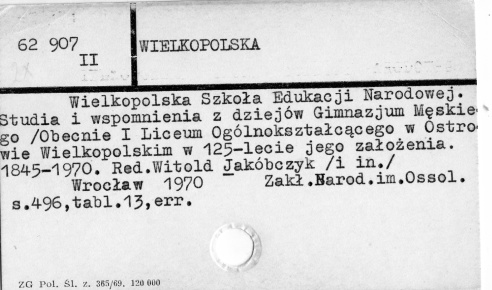 62 907
II
WIELKOPOLSKA
Wielkopolska Szkoła Edukacji Narodowej.
Studia i wspomnienia z dziejów Gimnazjum Męskie-
go /Obecnie I Liceum Ogólnokształcącego w Ostro-
wie Wielkopolskim w 125-lecie jego założenia.
1845-1970. Red.Witold Jakóbczyk /i in./
Wrocław 1970 Zakł.Narod.im.Ossol.
s.496,tabl.13,err.
ZG Pol. Śl. z. 365/69. 120 000